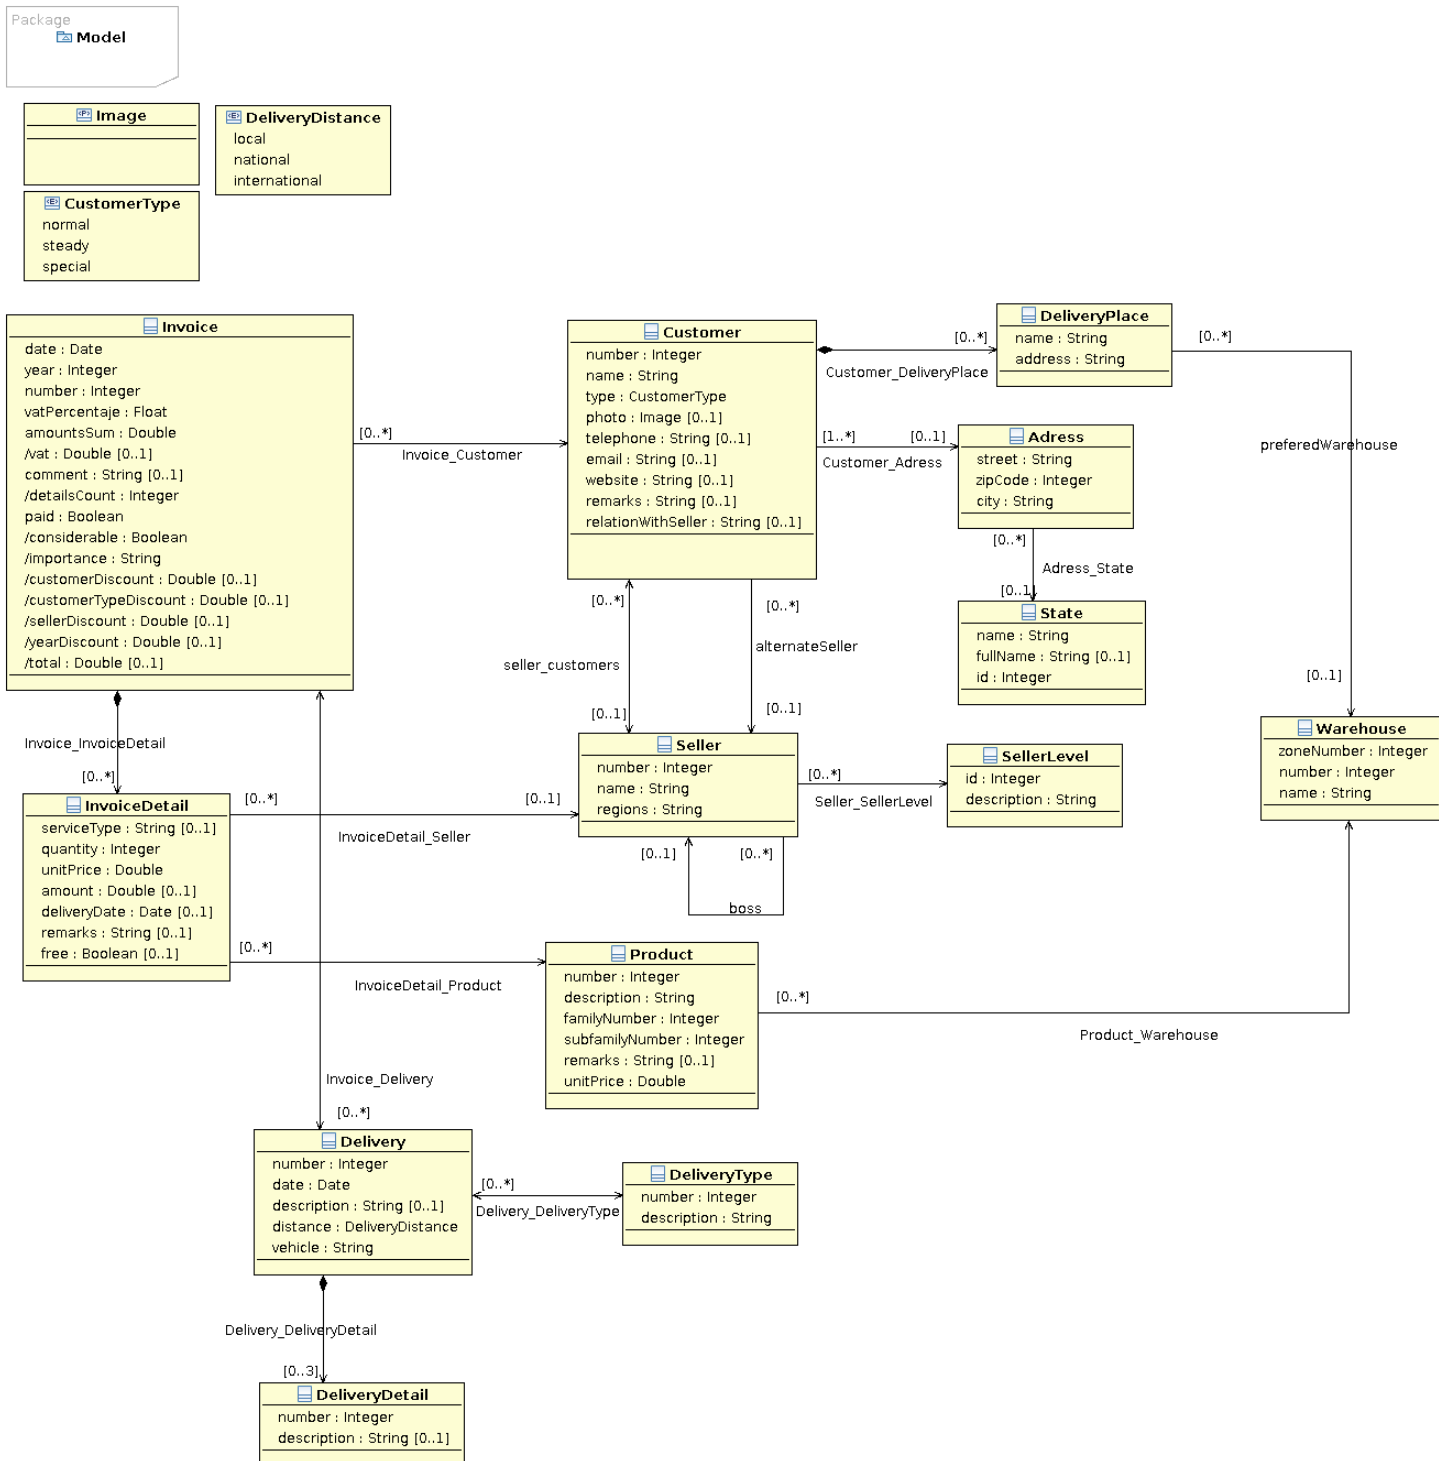 Package
Model
Image
DeliveryDistance
local
national
international
CustomerType
normal
steady
special
Invoice
date : Date
year : Integer
number : Integer
vatPercentaje : Float
amountsSum : Double
/vat : Double [0..1]
comment : String [0..1]
/detailsCount : Integer
paid : Boolean
/considerable : Boolean
/importance : String
/customerDiscount : Double [0..1]
/customerTypeDiscount : Double [0..1]
/sellerDiscount : Double [0..1]
/yearDiscount : Double [0..1]
/total : Double [0..1]
[0..*]
Invoice_Customer
Customer
number : Integer
name : String
type : CustomerType
photo : Image [0..1]
telephone : String [0..1]
email : String [0..1]
website : String [0..1]
remarks : String [0..1]
relationWithSeller : String [0..1]
[0..*]
Customer_DeliveryPlace
DeliveryPlace
name : String
address : String
[0..*]
preferedWarehouse
[0..1]
[1..*]
[0..1]
Customer_Adress
Adress
street : String
zipCode : Integer
city : String
[0..*]
Adress_State
[0..1]
State
name : String
fullName : String [0..1]
id : Integer
[0..*]
seller_customers
[0..1]
[0..*]
alternateSeller
[0..1]
Warehouse
zoneNumber : Integer
number : Integer
name : String
Seller
number : Integer
name : String
regions : String
[0..*]
Seller_SellerLevel
SellerLevel
id : Integer
description : String
[0..1]
[0..*]
boss
Invoice_InvoiceDetail
[0..*]
InvoiceDetail
serviceType : String [0..1]
quantity : Integer
unitPrice : Double
amount : Double [0..1]
deliveryDate : Date [0..1]
remarks : String [0..1]
free : Boolean [0..1]
[0..*]
[0..1]
InvoiceDetail_Seller
[0..*]
InvoiceDetail_Product
Product
number : Integer
description : String
familyNumber : Integer
subfamilyNumber : Integer
remarks : String [0..1]
unitPrice : Double
[0..*]
Product_Warehouse
Invoice_Delivery
[0..*]
Delivery
number : Integer
date : Date
description : String [0..1]
distance : DeliveryDistance
vehicle : String
[0..*]
Delivery_DeliveryType
DeliveryType
number : Integer
description : String
Delivery_DeliveryDetail
[0..3]
DeliveryDetail
number : Integer
description : String [0..1]